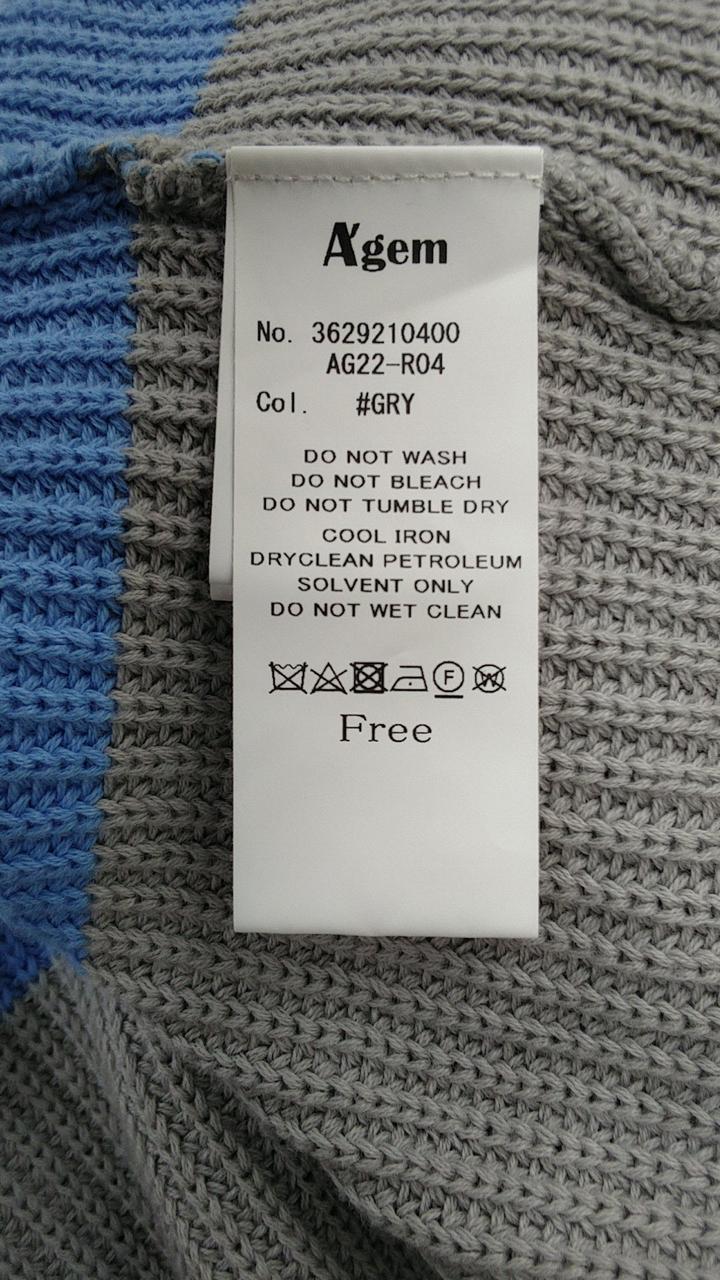 A'gem
No. 3629210400
AG22-R04
Col. #GRY
DO NOT WASH
DO NOT BLEACH
DO NOT TUMBLE DRY
COOL IRON
DRYCLEAN PETROLEUM
SOLVENT ONLY
DO NOT WET CLEAN
F W
Free